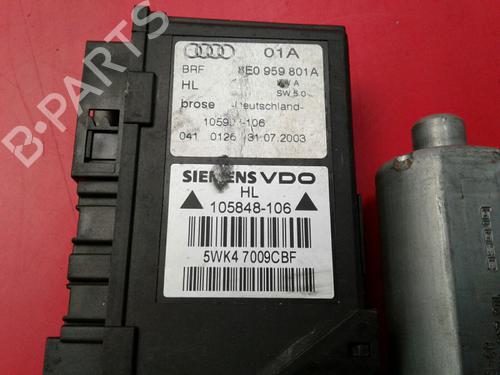 01A
BRF 8E0 959 801A
HL
SW 5.0
brose Deutschland-
041 0126 31.07.2003
SIEMENS VDO
HL
105848-106
5WK4 7009CBF
B-PARTS
B-PARTS